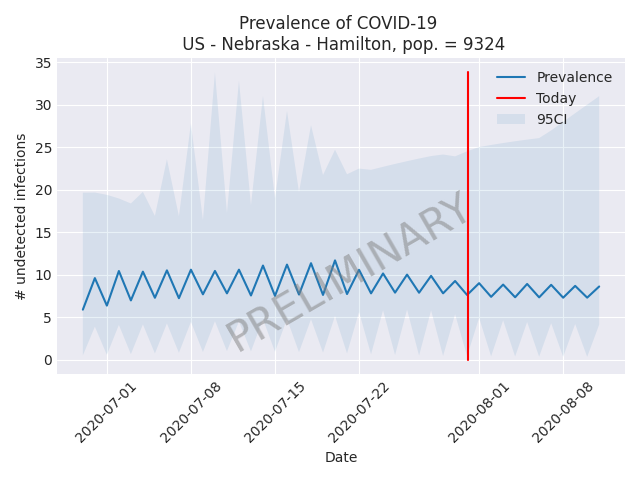 Prevalence of COVID-19
US - Nebraska - Hamilton, pop. = 9324
35
30
25
20
15
10
5
0
# undetected infections
Prevalence
Today
95CI
PRELIMINARY
2020-07-01
2020-07-08
2020-07-15
2020-07-22
2020-08-01
2020-08-08
Date